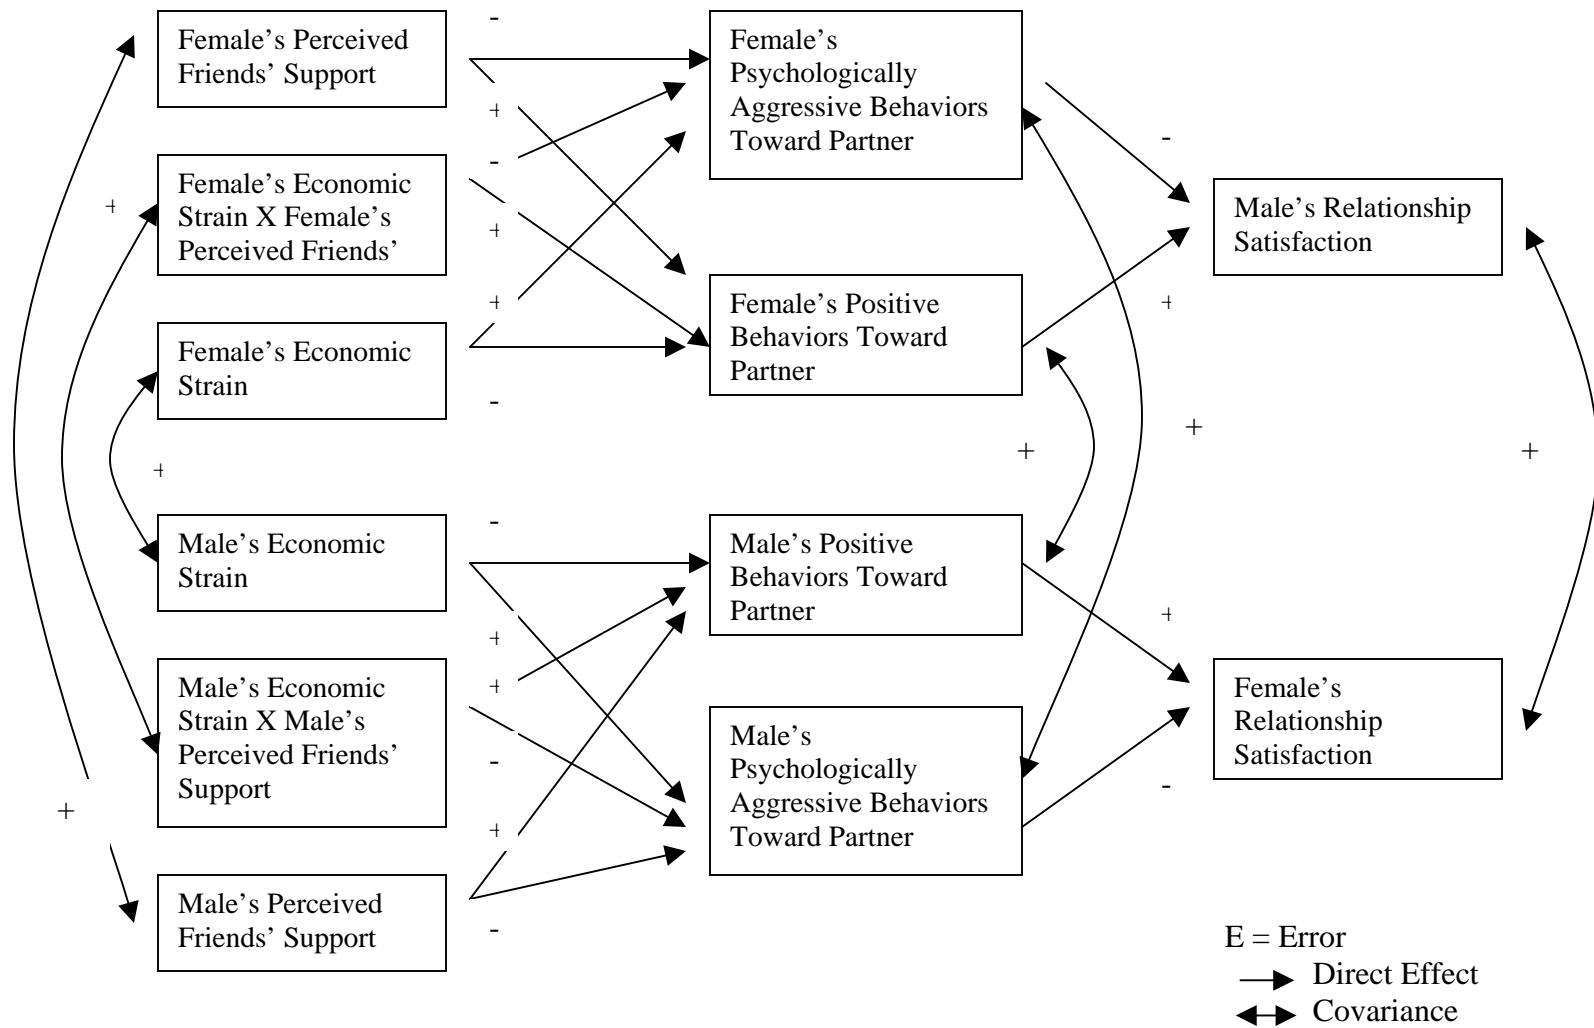 Female's Perceived
Friends' Support
Female's Economic
Strain X Female's
Perceived Friends'
Female's Economic
Strain
Male's Economic
Strain
Male's Economic
Strain X Male's
Perceived Friends'
Support
Male's Perceived
Friends' Support
-
+
-
+
+
-
-
+
+
-
+
-
+
+
+
Female's
Psychologically
Aggressive Behaviors
Toward Partner
Female's Positive
Behaviors Toward
Partner
Male's Positive
Behaviors Toward
Partner
Male's
Psychologically
Aggressive Behaviors
Toward Partner
-
+
+
+
+
-
Male's Relationship
Satisfaction
Female's
Relationship
Satisfaction
+
E = Error
Direct Effect
Covariance